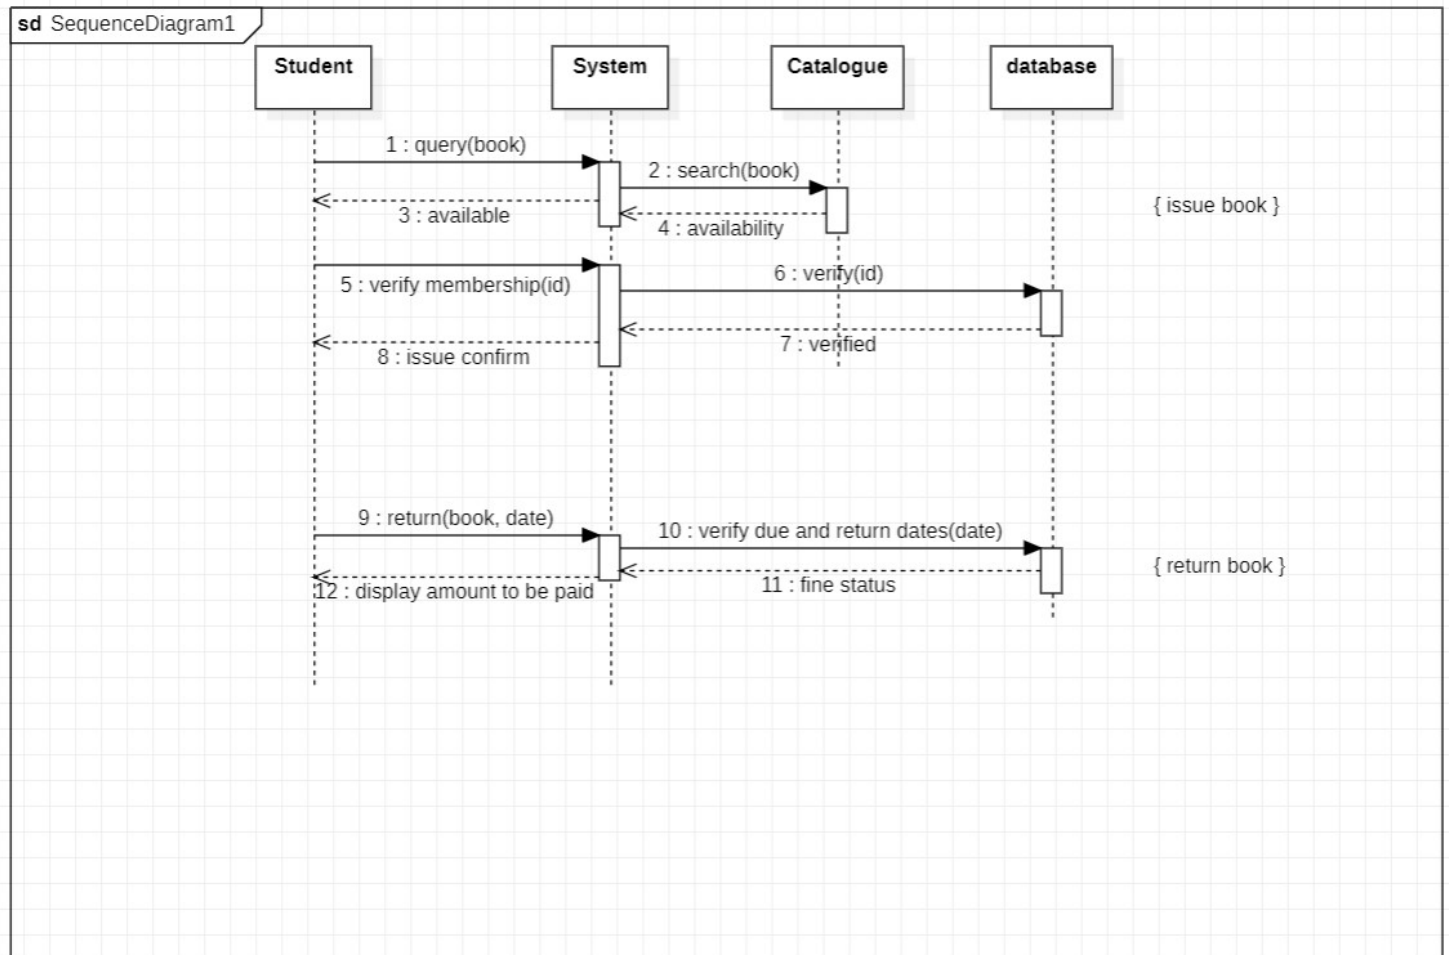 sd SequenceDiagram1
Student
System
Catalogue
database
1 : query(book)
2 : search(book)
3 : available
{ issue book }
4 : availability
5 : verify membership(id)
6 : verify(id)
7 : verified
8 : issue confirm
9 : return(book, date)
10 : verify due and return dates(date)
{ return book }
11 : fine status
12 : display amount to be paid